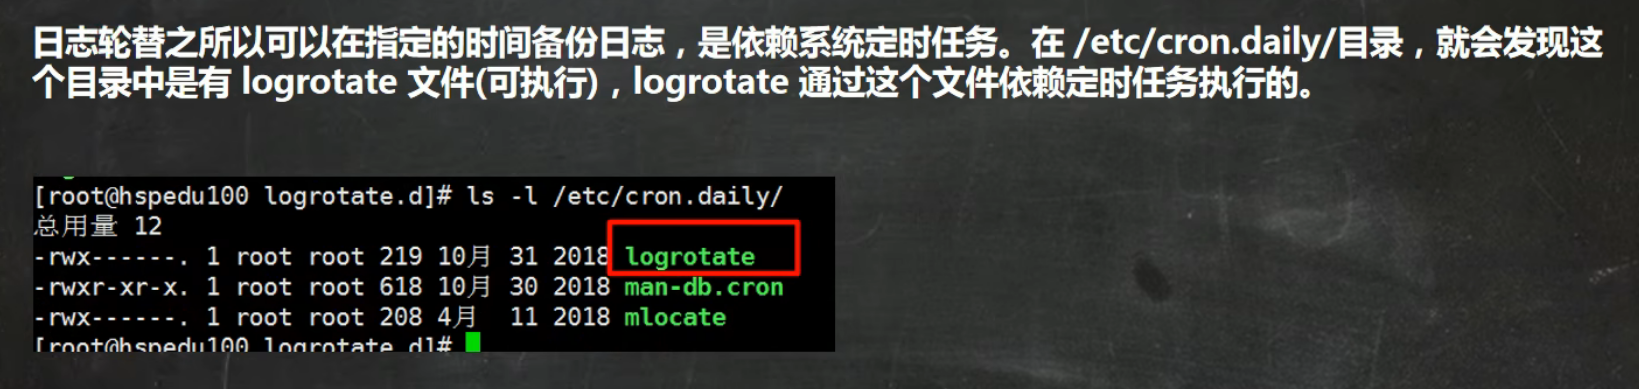 日志轮替之所以可以在指定的时间备份日志，是依赖系统定时任务。在 /etc/cron.daily/目录，就会发现这
个目录中是有 logrotate 文件(可执行)，logrotate 通过这个文件依赖定时任务执行的。
[root@hspedu100 logrotate.d]# ls -l /etc/cron.daily/
总用量 12
-rwx------. 1 root root 219 10月 31 2018 logrotate
-rwxr-xr-x. 1 root root 618 10月 30 2018 man-db.cron
-rwx------. 1 root root 208 4月  11 2018 mlocate
[root@hspedu100 logrotate.d]#